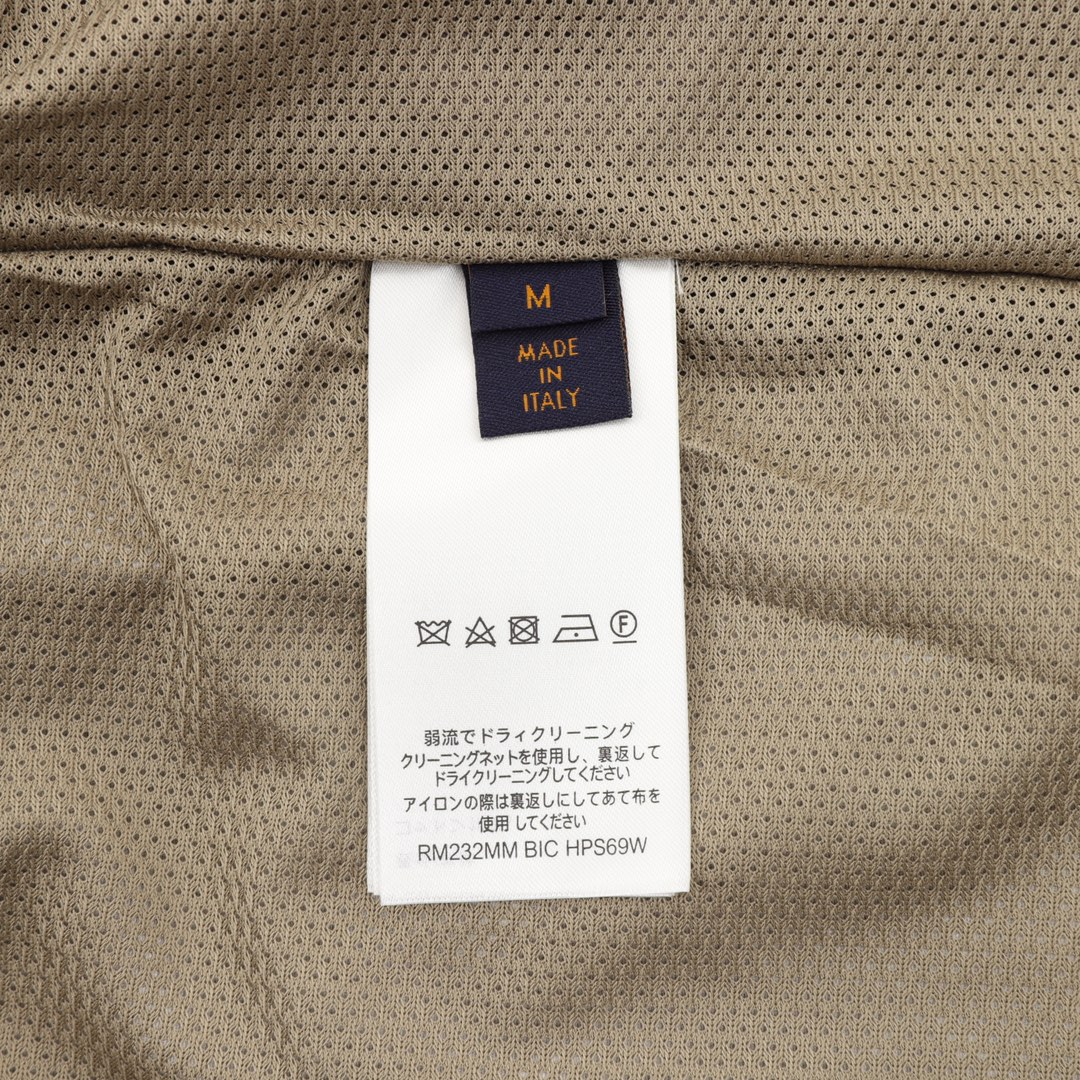 M
MADE
IN
ITALY
F
弱流でドライクリーニング
クリーニングネットを使用し、裏返して
ドライクリーニングしてください
アイロンの際は裏返しにしてあて布を
使用 してください
RM232MM BIC HPS69W